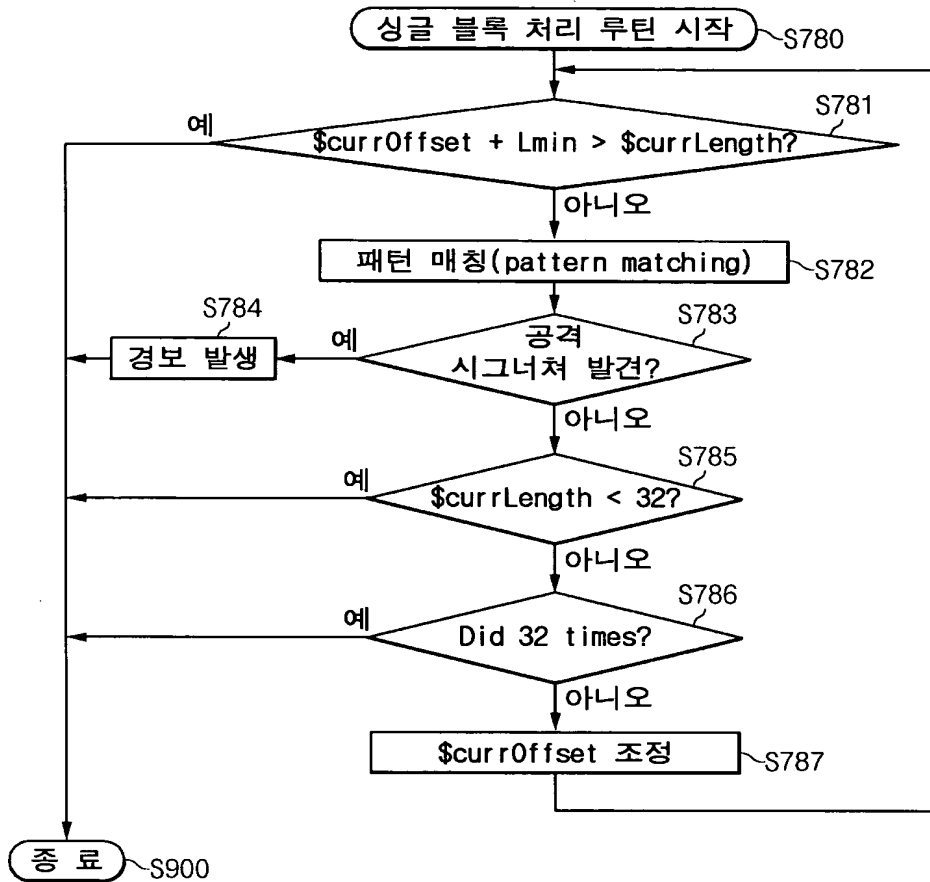 싱글 블록 처리 루틴 시작
S780
S781
예
$currOffset + Lmin > $currLength?
아니오
패턴 매칭(pattern matching)
S782
S784
S783
경보 발생
예
공격
시그너쳐 발견?
아니오
S785
예
$currLength < 32?
아니오
S786
예
Did 32 times?
아니오
$currOffset 조정
S787
종 료
S900